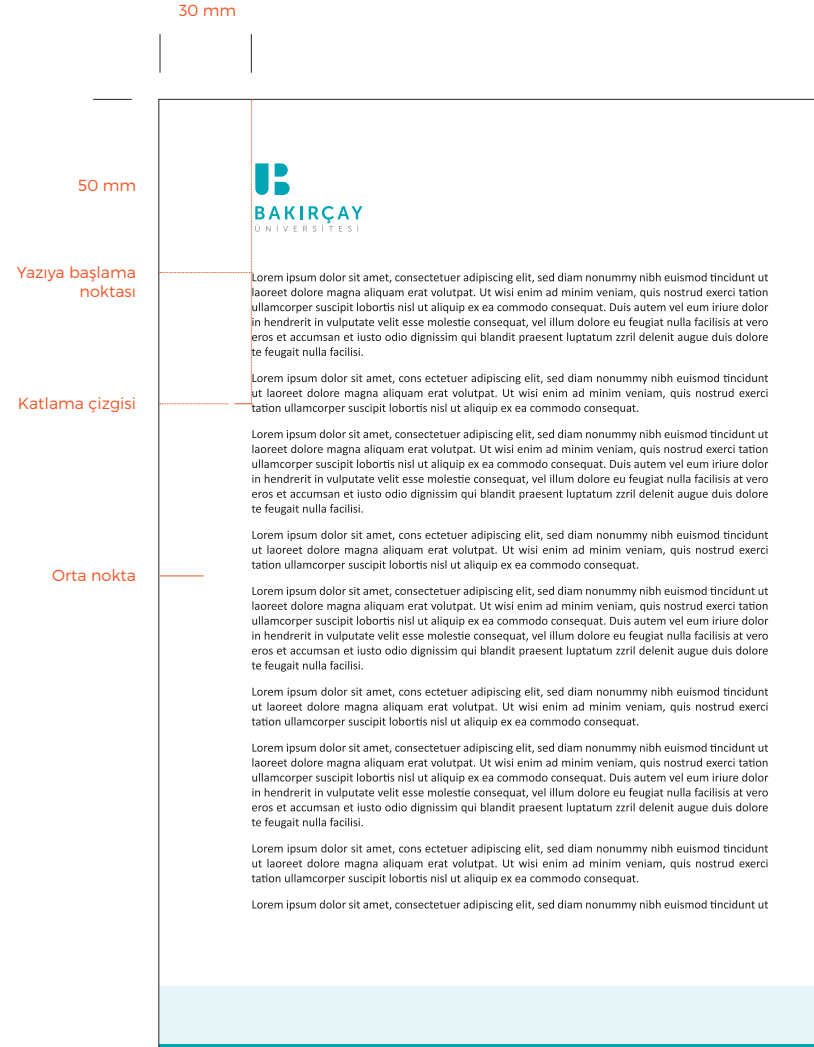 30 mm
50 mm
BAKIRÇAY
ÜNİVERSİTESİ
Yazıya başlama
noktası
Lorem ipsum dolor sit amet, consectetuer adipiscing elit, sed diam nonummy nibh euismod tincidunt ut
laoreet dolore magna aliquam erat volutpat. Ut wisi enim ad minim veniam, quis nostrud exerci tation
ullamcorper suscipit lobortis nisl ut aliquip ex ea commodo consequat. Duis autem vel eum iriure dolor
in hendrerit in vulputate velit esse molestie consequat, vel illum dolore eu feugiat nulla facilisis at vero
eros et accumsan et iusto odio dignissim qui blandit praesent luptatum zzril delenit augue duis dolore
te feugait nulla facilisi.
Lorem ipsum dolor sit amet, cons ectetuer adipiscing elit, sed diam nonummy nibh euismod tincidunt
ut laoreet dolore magna aliquam erat volutpat. Ut wisi enim ad minim veniam, quis nostrud exerci
tation ullamcorper suscipit lobortis nisl ut aliquip ex ea commodo consequat.
Katlama çizgisi
Lorem ipsum dolor sit amet, consectetuer adipiscing elit, sed diam nonummy nibh euismod tincidunt ut
laoreet dolore magna aliquam erat volutpat. Ut wisi enim ad minim veniam, quis nostrud exerci tation
ullamcorper suscipit lobortis nisl ut aliquip ex ea commodo consequat. Duis autem vel eum iriure dolor
in hendrerit in vulputate velit esse molestie consequat, vel illum dolore eu feugiat nulla facilisis at vero
eros et accumsan et iusto odio dignissim qui blandit praesent luptatum zzril delenit augue duis dolore
te feugait nulla facilisi.
Lorem ipsum dolor sit amet, cons ectetuer adipiscing elit, sed diam nonummy nibh euismod tincidunt
ut laoreet dolore magna aliquam erat volutpat. Ut wisi enim ad minim veniam, quis nostrud exerci
tation ullamcorper suscipit lobortis nisl ut aliquip ex ea commodo consequat.
Orta nokta
Lorem ipsum dolor sit amet, consectetuer adipiscing elit, sed diam nonummy nibh euismod tincidunt ut
laoreet dolore magna aliquam erat volutpat. Ut wisi enim ad minim veniam, quis nostrud exerci tation
ullamcorper suscipit lobortis nisl ut aliquip ex ea commodo consequat. Duis autem vel eum iriure dolor
in hendrerit in vulputate velit esse molestie consequat, vel illum dolore eu feugiat nulla facilisis at vero
eros et accumsan et iusto odio dignissim qui blandit praesent luptatum zzril delenit augue duis dolore
te feugait nulla facilisi.
Lorem ipsum dolor sit amet, cons ectetuer adipiscing elit, sed diam nonummy nibh euismod tincidunt
ut laoreet dolore magna aliquam erat volutpat. Ut wisi enim ad minim veniam, quis nostrud exerci
tation ullamcorper suscipit lobortis nisl ut aliquip ex ea commodo consequat.
Lorem ipsum dolor sit amet, consectetuer adipiscing elit, sed diam nonummy nibh euismod tincidunt ut
laoreet dolore magna aliquam erat volutpat. Ut wisi enim ad minim veniam, quis nostrud exerci tation
ullamcorper suscipit lobortis nisl ut aliquip ex ea commodo consequat. Duis autem vel eum iriure dolor
in hendrerit in vulputate velit esse molestie consequat, vel illum dolore eu feugiat nulla facilisis at vero
eros et accumsan et iusto odio dignissim qui blandit praesent luptatum zzril delenit augue duis dolore
te feugait nulla facilisi.
Lorem ipsum dolor sit amet, cons ectetuer adipiscing elit, sed diam nonummy nibh euismod tincidunt
ut laoreet dolore magna aliquam erat volutpat. Ut wisi enim ad minim veniam, quis nostrud exerci
tation ullamcorper suscipit lobortis nisl ut aliquip ex ea commodo consequat.
Lorem ipsum dolor sit amet, consectetuer adipiscing elit, sed diam nonummy nibh euismod tincidunt ut